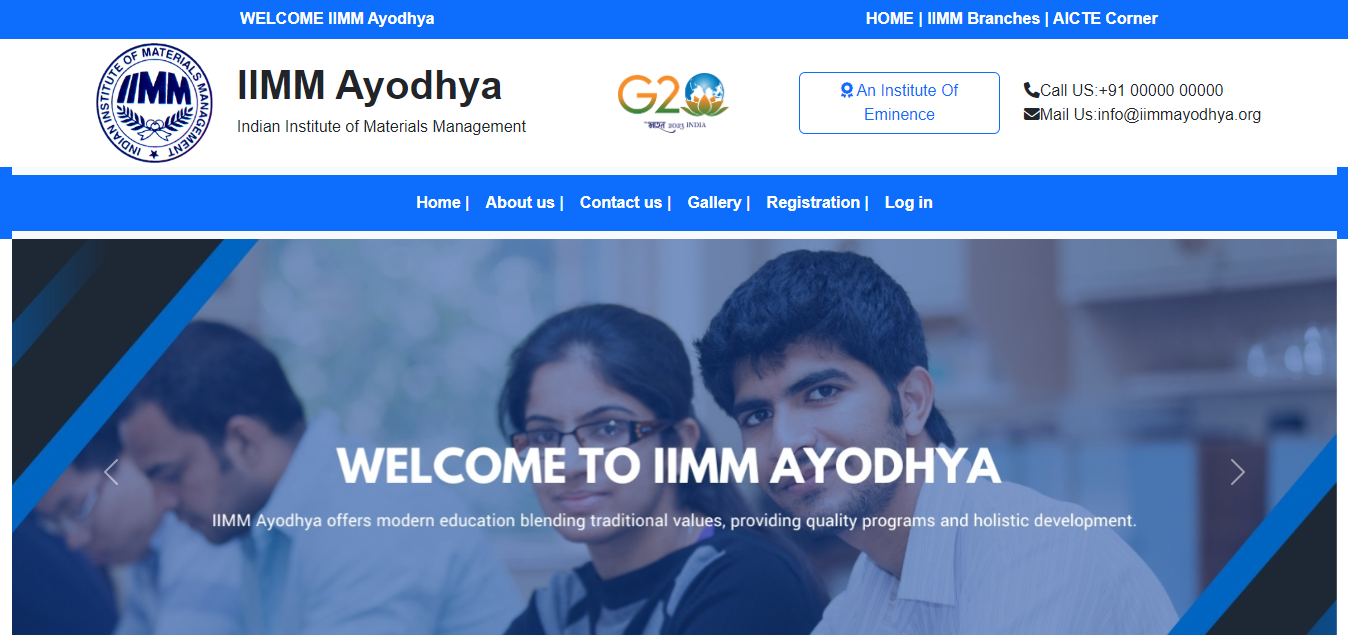 WELCOME IIMM Ayodhya
HOME | IIMM Branches | AICTE Corner
INDIAN INSTITUTE OF MATERIALS MANAGEMENT
IIMM
IIMM Ayodhya
Indian Institute of Materials Management
G20
भारत 2023 INDIA
An Institute Of
Eminence
Call US:+91 00000 00000
Mail Us:info@iimmayodhya.org
Home | About us | Contact us | Gallery | Registration | Log in
WELCOME TO IIMM AYODHYA
IIMM Ayodhya offers modern education blending traditional values, providing quality programs and holistic development.